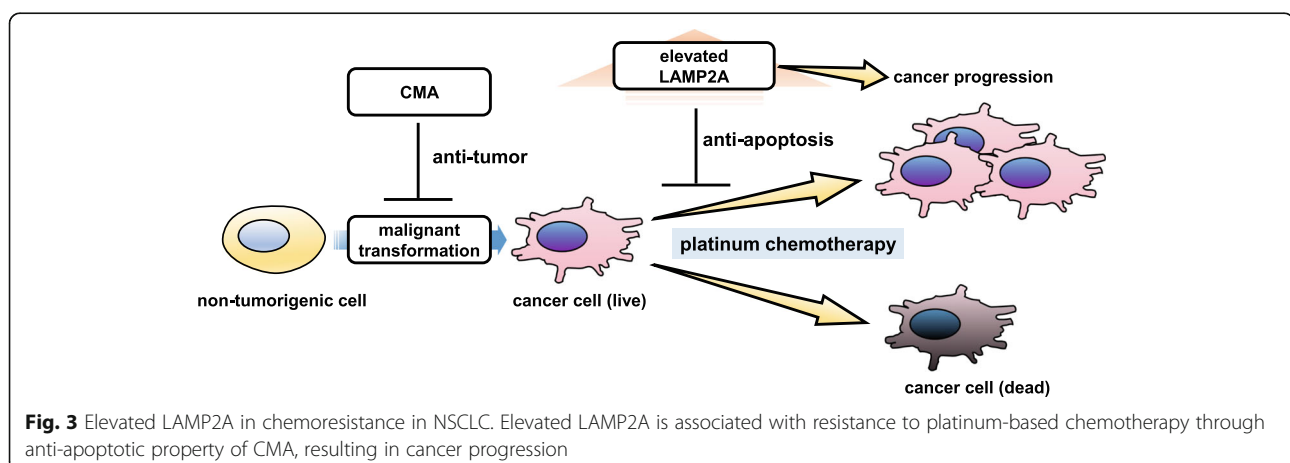 elevated
LAMP2A
cancer progression
CMA
anti-tumor
anti-apoptosis
malignant
transformation
platinum chemotherapy
non-tumorigenic cell
cancer cell (live)
cancer cell (dead)
Fig. 3 Elevated LAMP2A in chemoresistance in NSCLC. Elevated LAMP2A is associated with resistance to platinum-based chemotherapy through
anti-apoptotic property of CMA, resulting in cancer progression